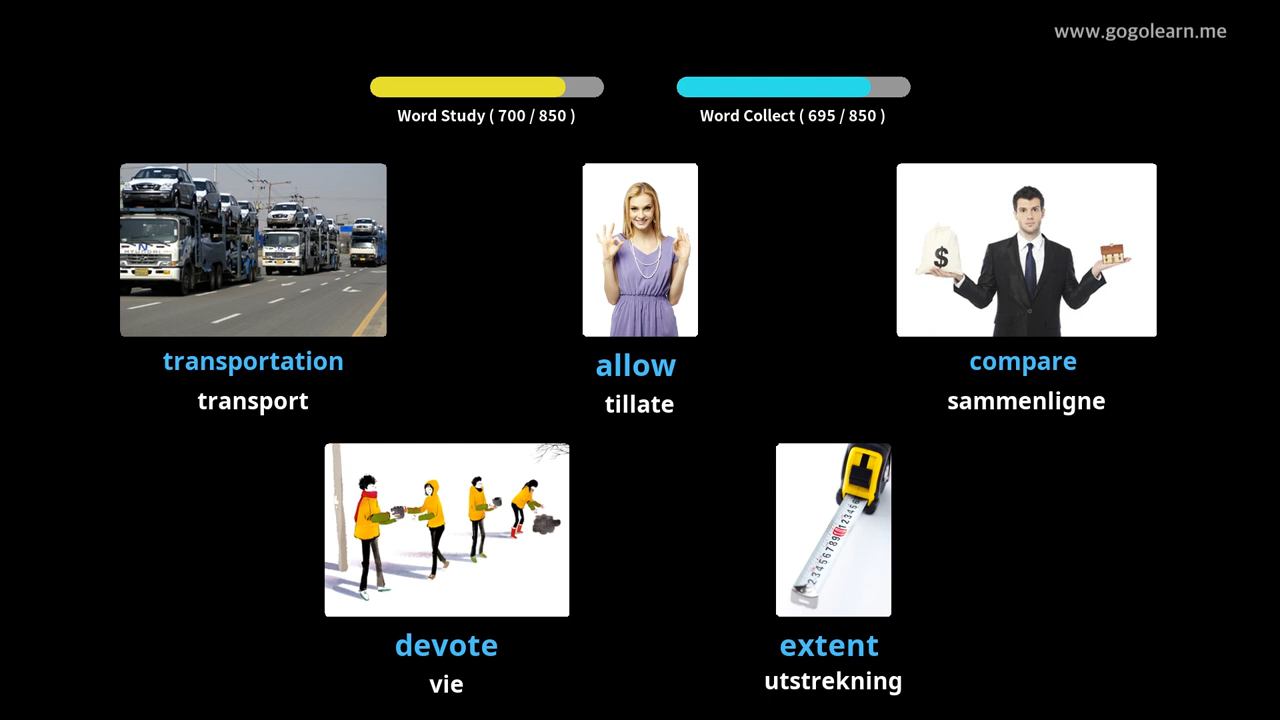 www.gogolearn.me
Word Study ( 700 / 850 )
Word Collect ( 695 / 850 )
transportation
transport
allow
tillate
compare
sammenligne
$
devote
vie
extent
utstrekning